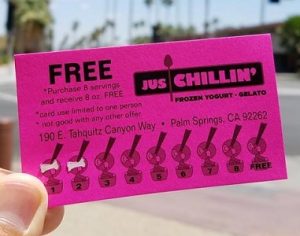 FREE
*Purchase 8 servings
and receive 8 oz. FREE
*card use limited to one person
* not good with any other offer
JUS CHILLIN'
FROZEN YOGURT • GELATO
190 E. Tahquitz Canyon Way • Palm Springs, CA 92262
1 2 3 4 5 6 7 8 FREE